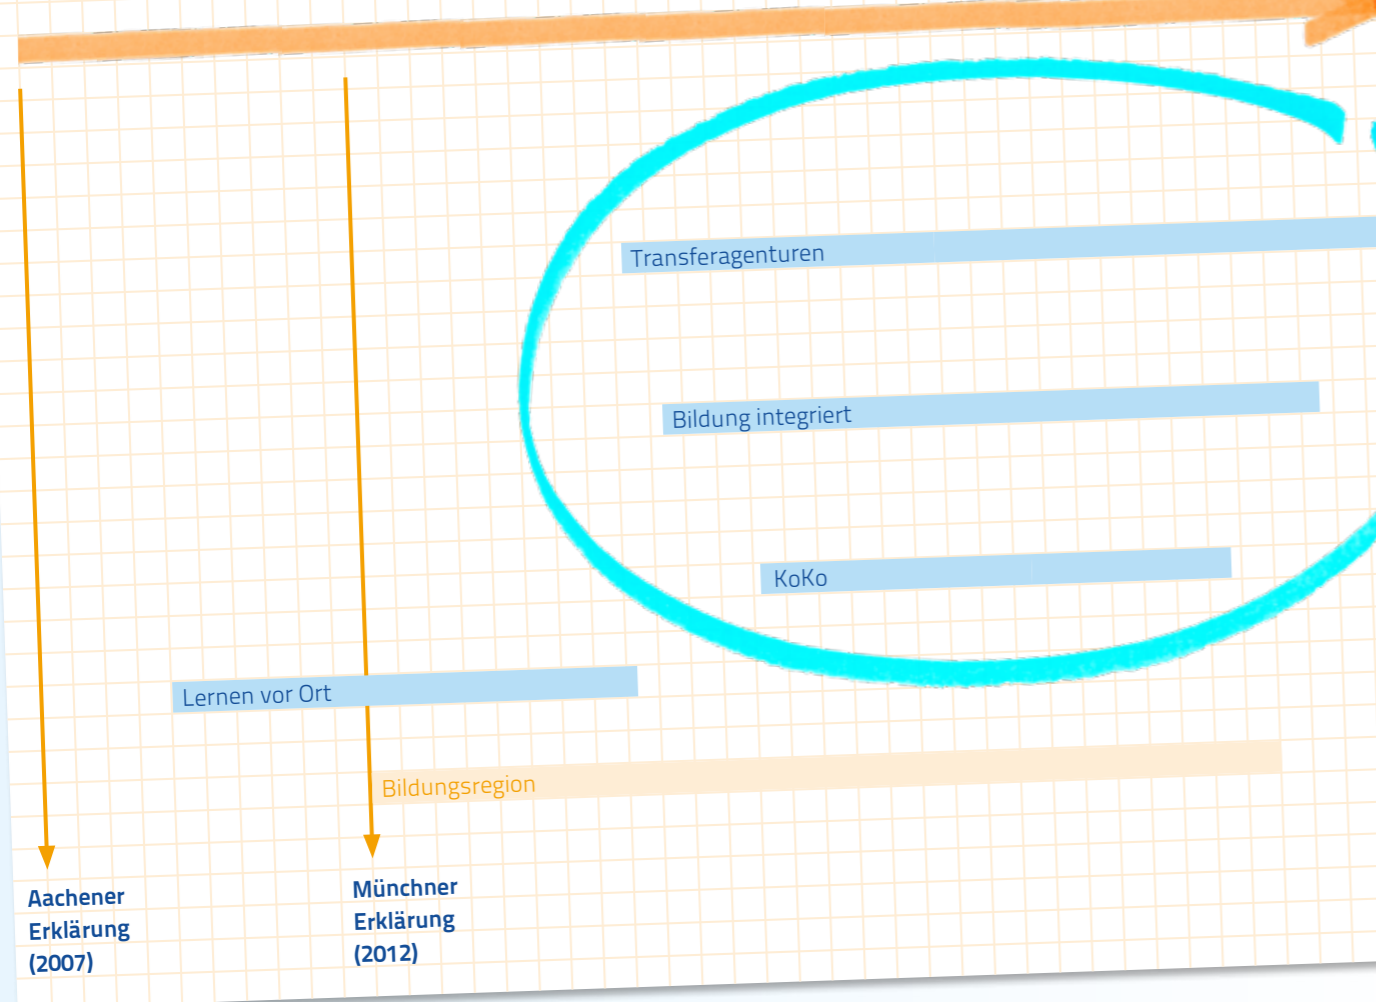 Transferagenturen
Bildung integriert
KoKo
Lernen vor Ort
Bildungsregion
Aachener
Erklärung
(2007)
Münchner
Erklärung
(2012)